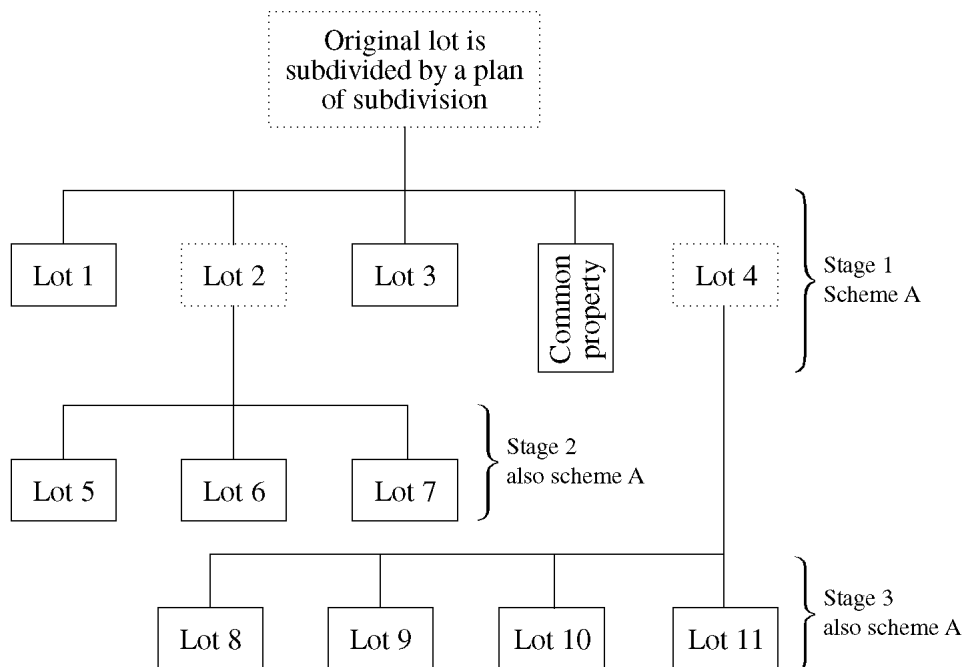 Original lot is
subdivided by a plan
of subdivision
Lot 1
Lot 2
Lot 3
Common
property
Lot 4
Stage 1
Scheme A
Lot 5
Lot 6
Lot 7
Stage 2
also scheme A
Lot 8
Lot 9
Lot 10
Lot 11
Stage 3
also scheme A